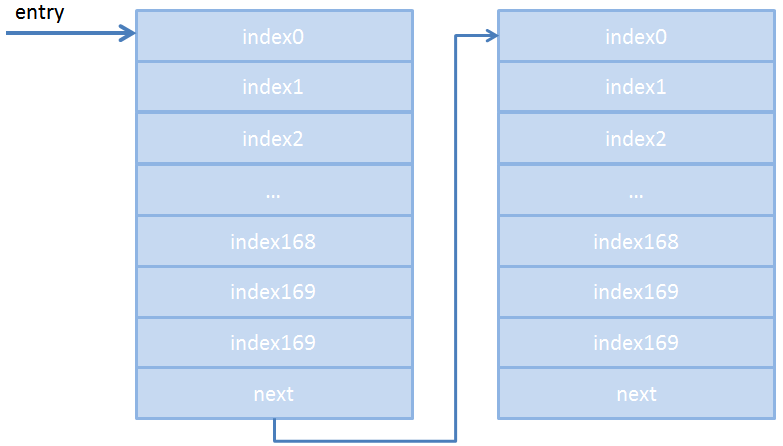 entry
index0
index1
index2
...
index168
index169
index169
next
index0
index1
index2
...
index168
index169
index169
next